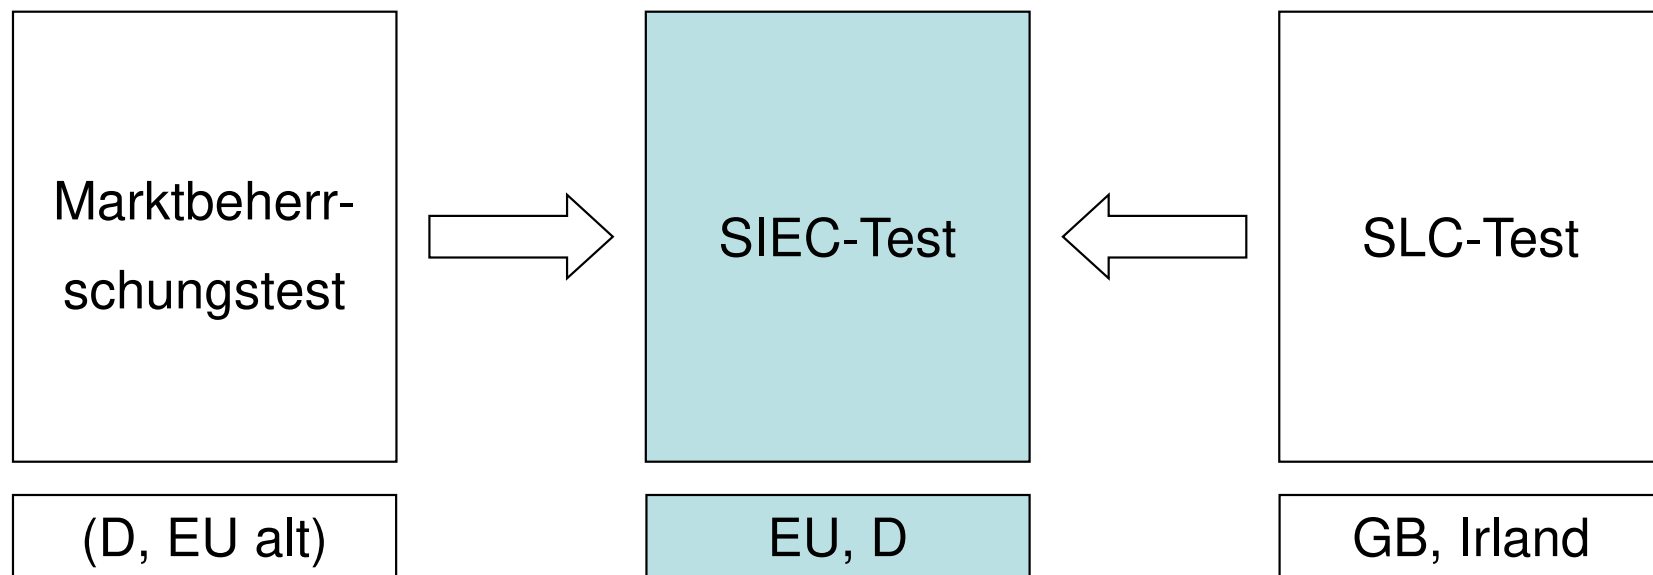 Marktbeherr-
schungstest
SIEC-Test
SLC-Test
(D, EU alt)
EU, D
GB, Irland